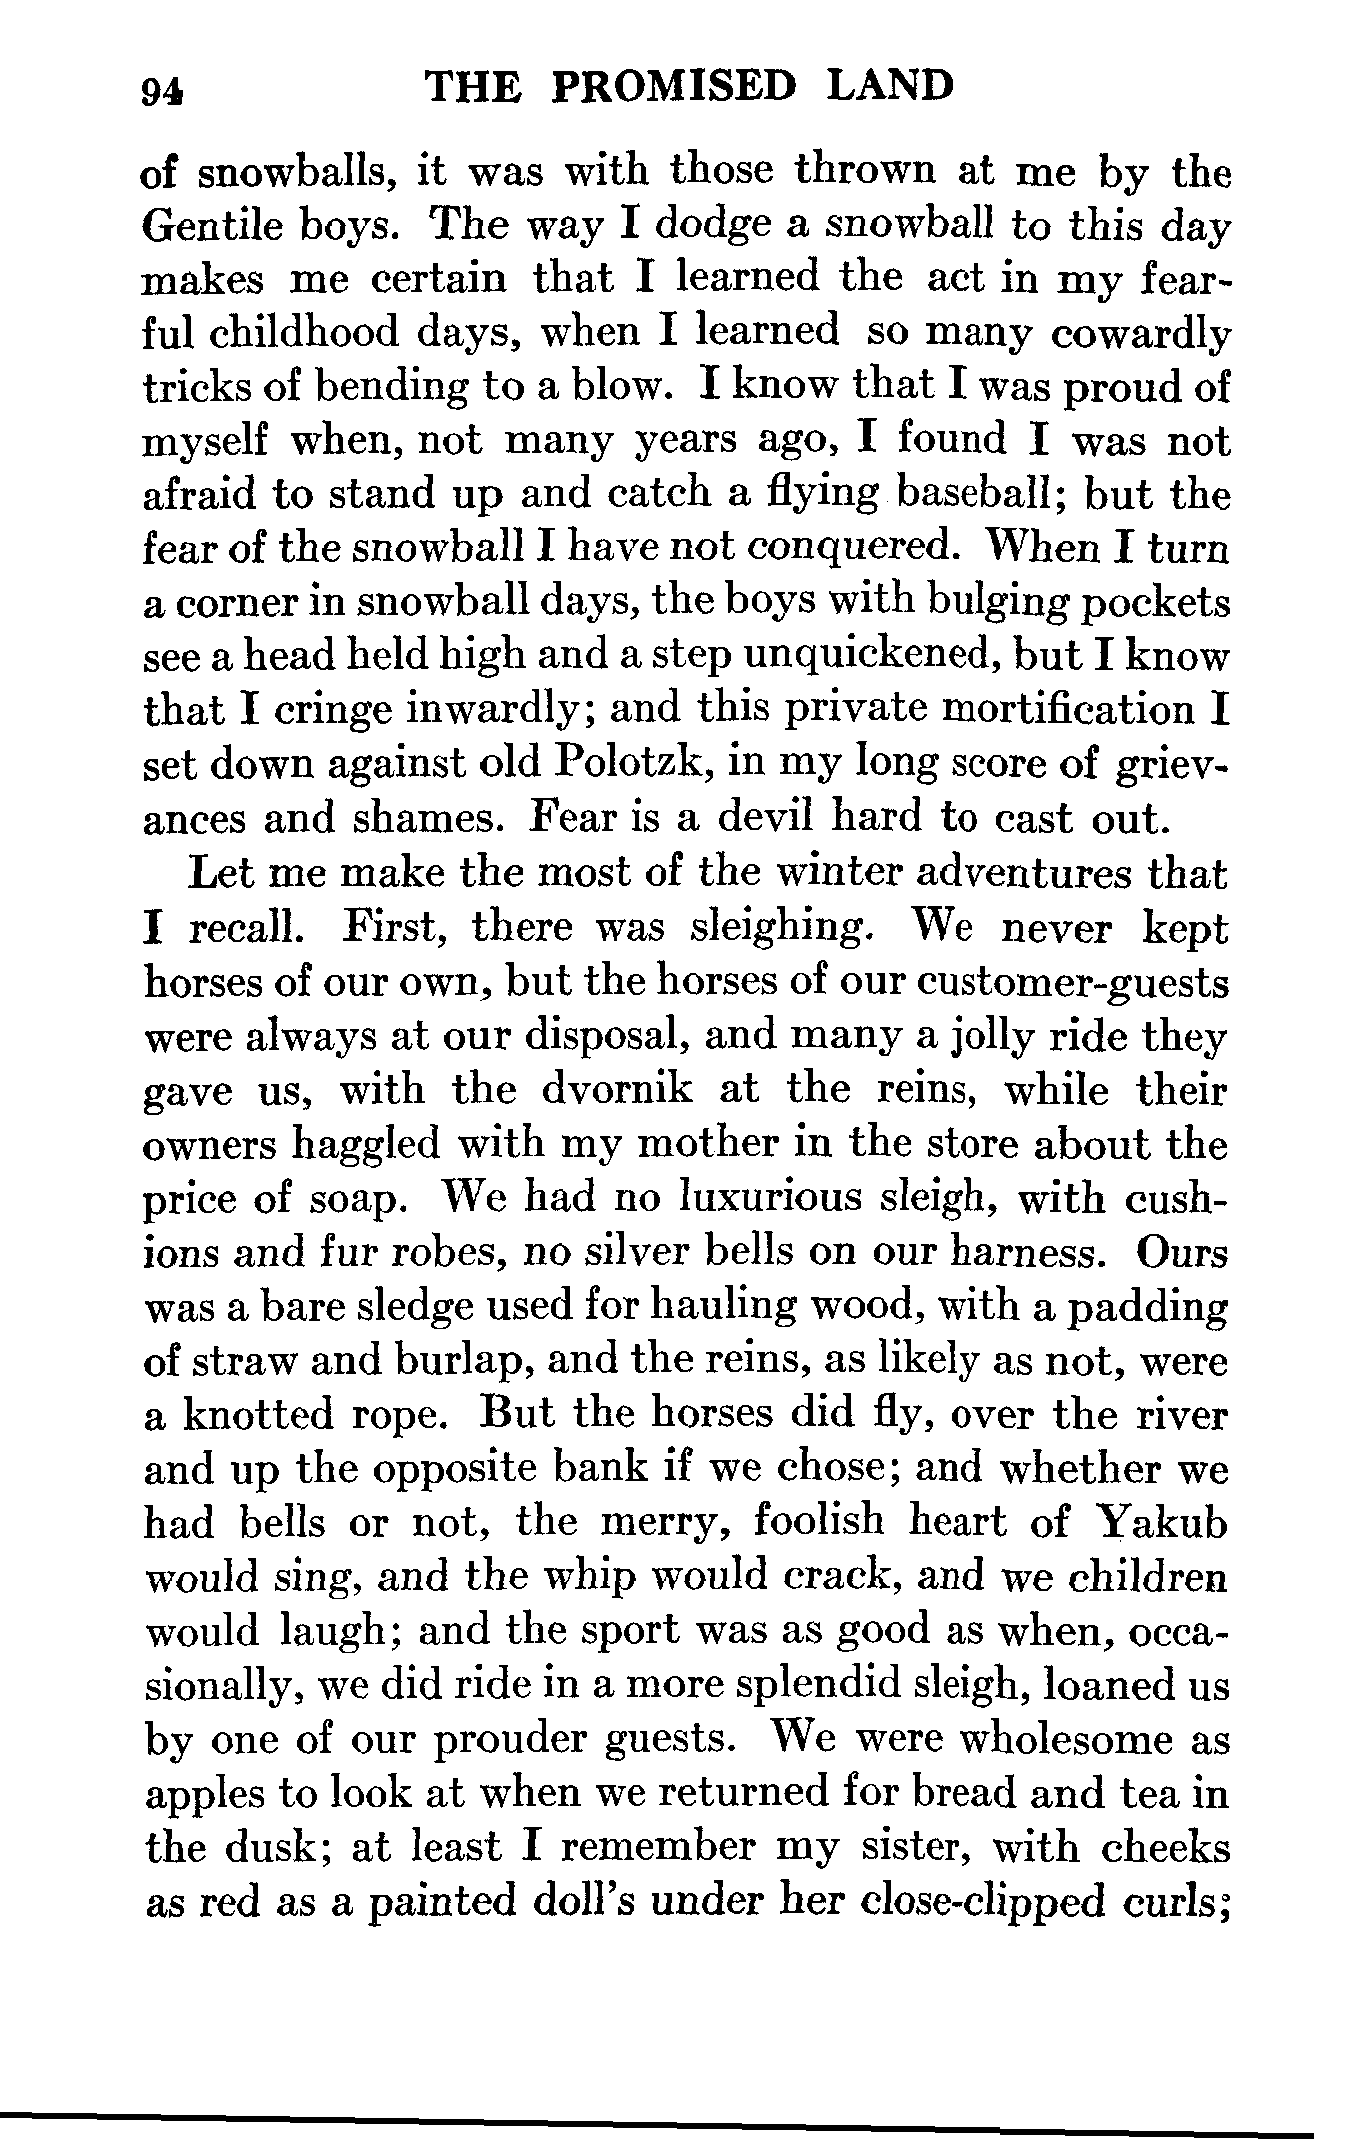 94 THE PROMISED LAND
of snowballs, it was with those thrown at me by the
Gentile boys. The way I dodge a snowball to this day
makes me certain that I learned the act in my fear-
ful childhood days, when I learned so many cowardly
tricks of bending to a blow. I know that I was proud of
myself when, not many years ago, I found I was not
afraid to stand up and catch a flying baseball; but the
fear of the snowball I have not conquered. When I turn
a corner in snowball days, the boys with bulging pockets
see a head held high and a step unquickened, but I know
that I cringe inwardly; and this private mortification I
set down against old Polotzk, in my long score of griev-
ances and shames. Fear is a devil hard to cast out.
Let me make the most of the winter adventures that
I recall. First, there was sleighing. We never kept
horses of our own, but the horses of our customer-guests
were always at our disposal, and many a jolly ride they
gave us, with the dvornik at the reins, while their
owners haggled with my mother in the store about the
price of soap. We had no luxurious sleigh, with cush-
ions and fur robes, no silver bells on our harness. Ours
was a bare sledge used for hauling wood, with a padding
of straw and burlap, and the reins, as likely as not, were
a knotted rope. But the horses did fly, over the river
and up the opposite bank if we chose; and whether we
had bells or not, the merry, foolish heart of Yakub
would sing, and the whip would crack, and we children
would laugh; and the sport was as good as when, occa-
sionally, we did ride in a more splendid sleigh, loaned us
by one of our prouder guests. We were wholesome as
apples to look at when we returned for bread and tea in
the dusk; at least I remember my sister, with cheeks
as red as a painted doll's under her close-clipped curls;